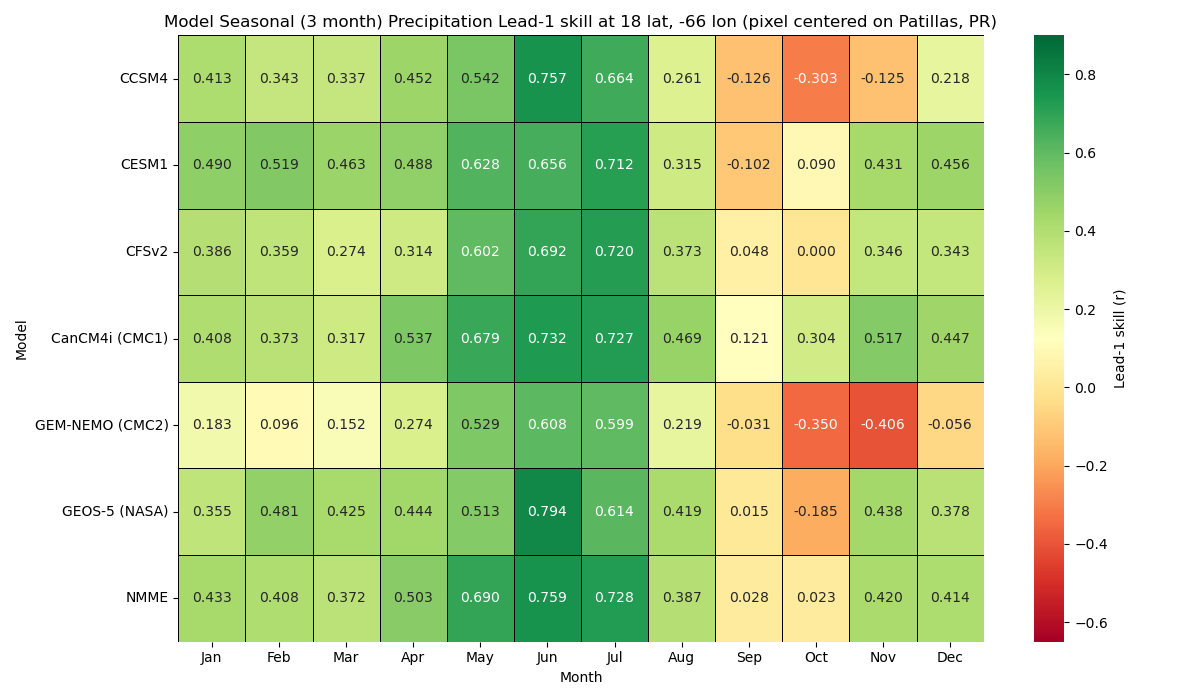 Model Seasonal (3 month) Precipitation Lead-1 skill at 18 lat, -66 lon (pixel centered on Patillas, PR)
CCSM4 0.413 0.343 0.337 0.452 0.542 0.757 0.664 0.261 -0.126 -0.303 -0.125 0.218
CESM1 0.490 0.519 0.463 0.488 0.628 0.656 0.712 0.315 -0.102 0.090 0.431 0.456
CFSv2 0.386 0.359 0.274 0.314 0.602 0.692 0.720 0.373 0.048 0.000 0.346 0.343
CanCM4i (CMC1) 0.408 0.373 0.317 0.537 0.679 0.732 0.727 0.469 0.121 0.304 0.517 0.447
GEM-NEMO (CMC2) 0.183 0.096 0.152 0.274 0.529 0.608 0.599 0.219 -0.031 -0.350 -0.406 -0.056
GEOS-5 (NASA) 0.355 0.481 0.425 0.444 0.513 0.794 0.614 0.419 0.015 -0.185 0.438 0.378
NMME 0.433 0.408 0.372 0.503 0.690 0.759 0.728 0.387 0.028 0.023 0.420 0.414
Jan Feb Mar Apr May Jun Jul Aug Sep Oct Nov Dec
Month
Model
0.8
0.6
0.4
0.2
0.0
−0.2
−0.4
−0.6
Lead-1 skill (r)